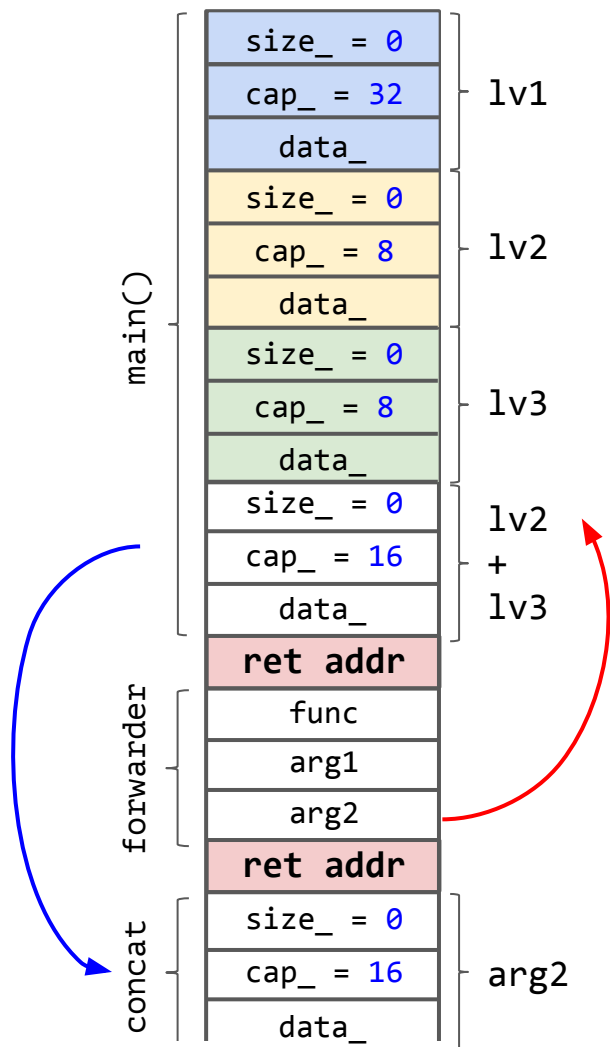 size_ = 0
cap_ = 32
data_
lv1
size_ = 0
cap_ = 8
data_
lv2
main()
size_ = 0
cap_ = 8
data_
lv3
size_ = 0
cap_ = 16
data_
lv2
+
lv3
ret addr
forwarder
func
arg1
arg2
ret addr
concat
size_ = 0
cap_ = 16
data_
arg2